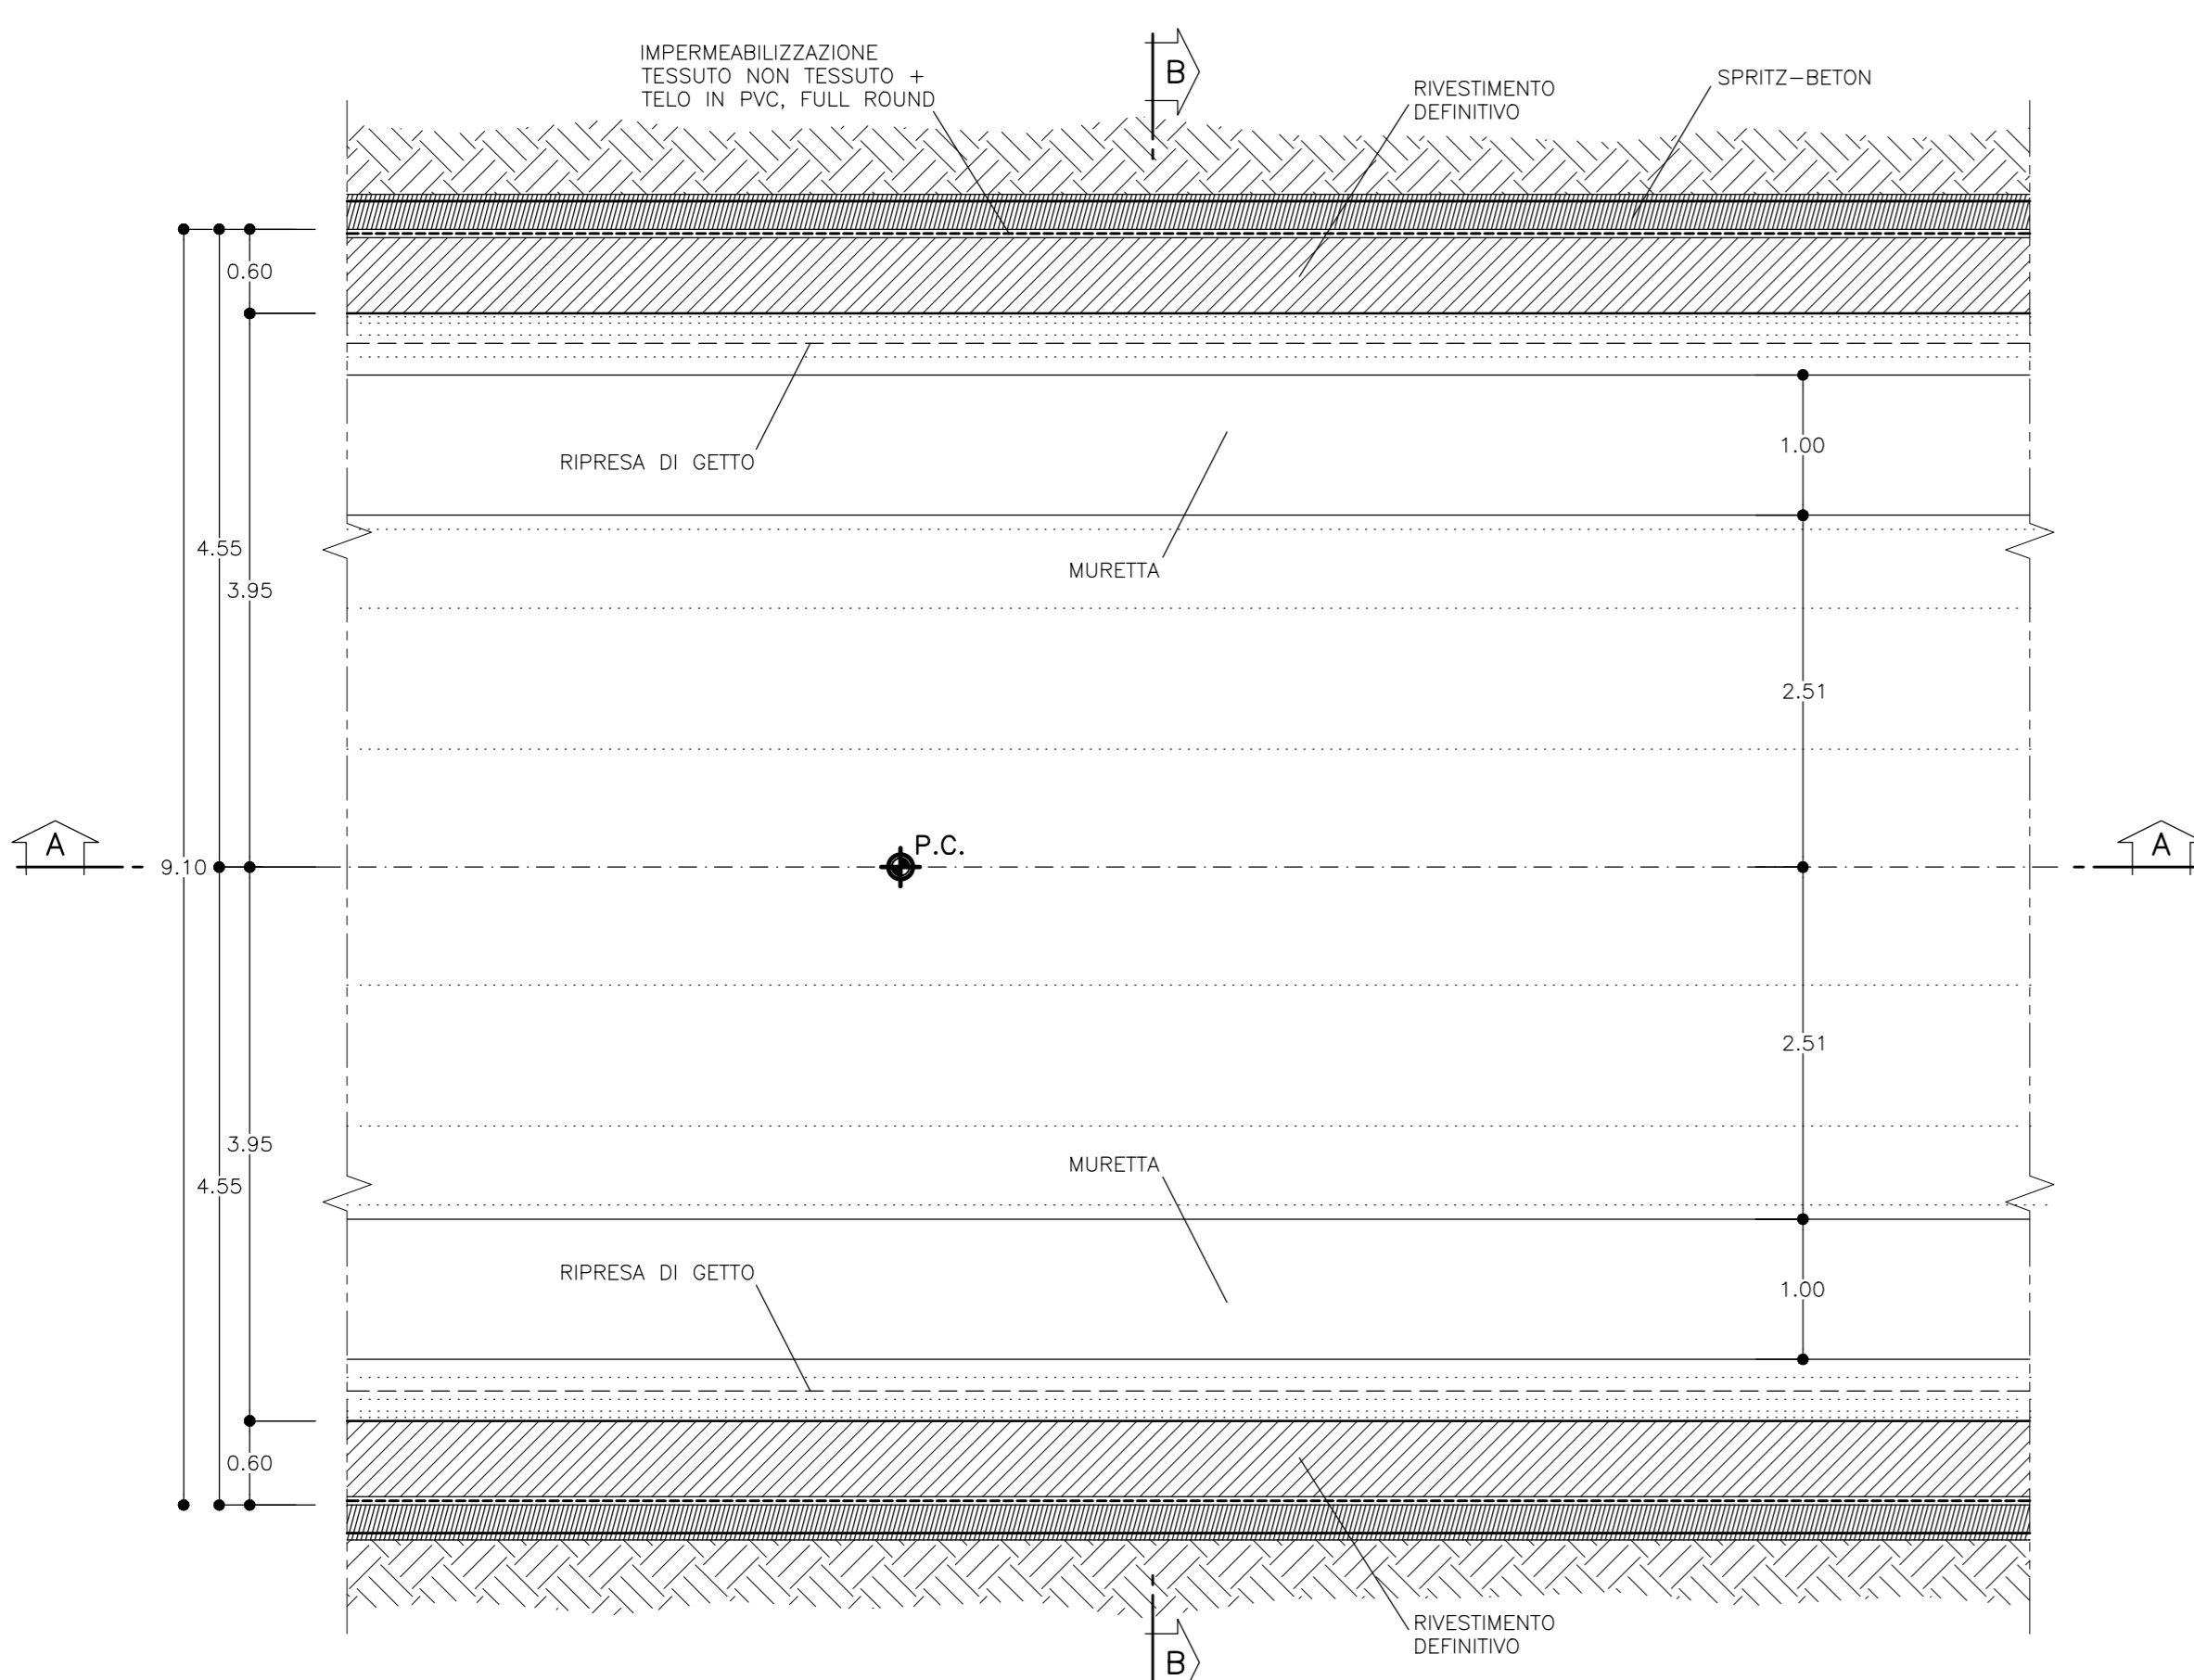 IMPERMEABILIZZAZIONE
TESSUTO NON TESSUTO +
TELO IN PVC, FULL ROUND
B
RIVESTIMENTO
DEFINITIVO
SPRITZ-BETON
0.60
1.00
RIPRESA DI GETTO
4.55
MURETTA
3.95
2.51
A
P.C.
A
9.10
2.51
3.95
MURETTA
4.55
RIPRESA DI GETTO
1.00
0.60
RIVESTIMENTO
DEFINITIVO
B